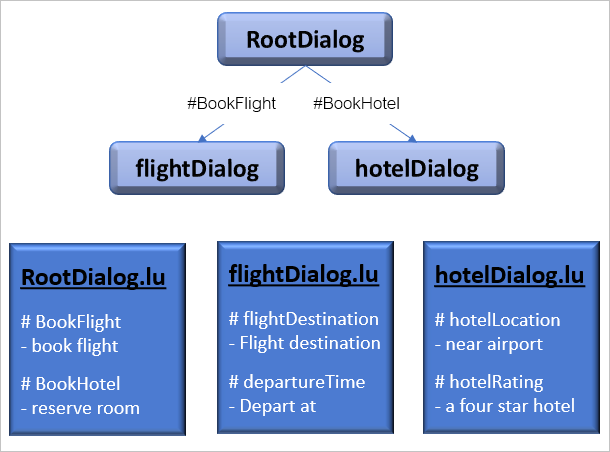 RootDialog
#BookFlight
#BookHotel
flightDialog
hotelDialog
RootDialog.lu
# BookFlight
- book flight
# BookHotel
- reserve room
flightDialog.lu
# flightDestination
- Flight destination
# departureTime
- Depart at
hotelDialog.lu
# hotelLocation
- near airport
# hotelRating
- a four star hotel